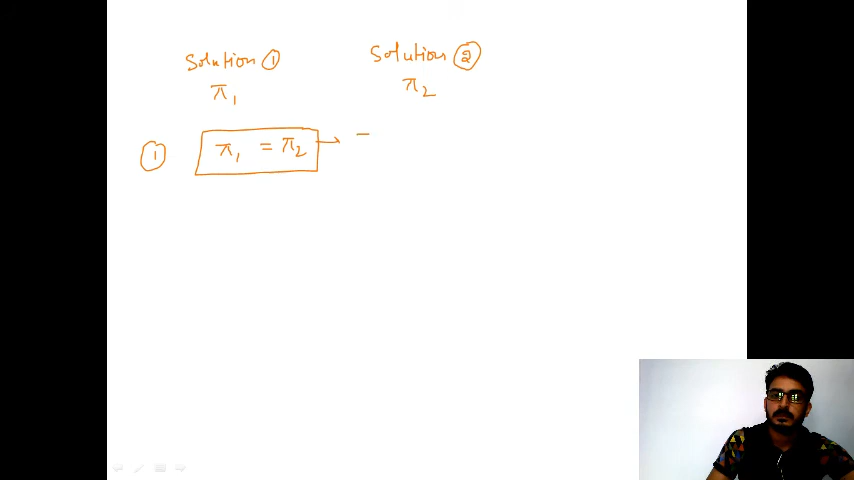 Solution ① Solution ②
π₁ π₂
① π₁ = π₂ →